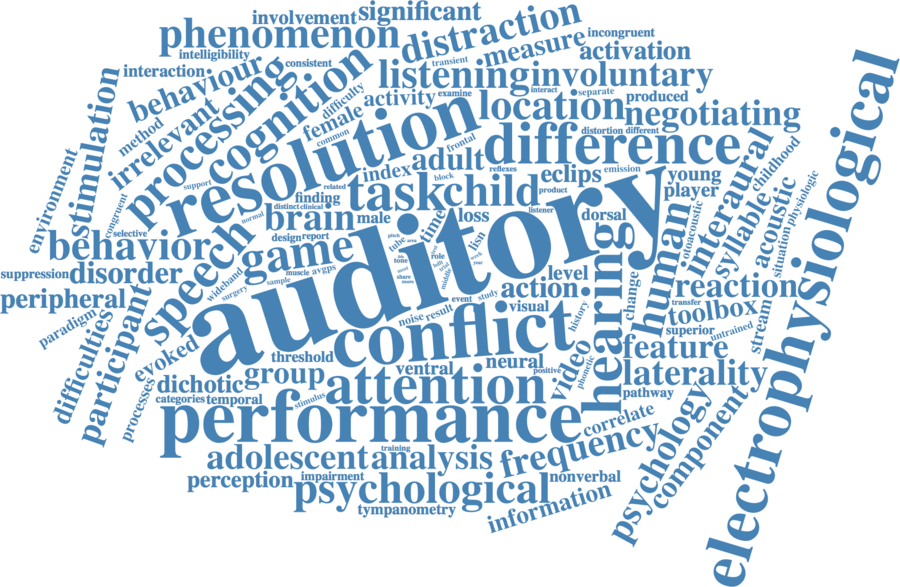 involvement
significant
phenomenon
distraction
incongruent
intelligibility
transient
measure
activation
interaction
consistent
behaviour
listening
involuntary
stimulation
processing
cognition
difficulty
activity
examine
interact
separate
produced
method
irrelevant
female
common
resolution
location
negotiating
frontal
distortion
different
difference
environment
congruent
support
related
index
adult
block
reflexes
eclips
emission
young
childhood
interaural
electrophysiological
finding
task
child
product
player
selective
distinct
clinical
normal
brain
male
time
loss
listener
dorsal
otoacoustic
syllable
acoustic
physiologic
situation
behavior
speech
design
report
game
auditory
pitch
area
tube
tone
role
lisn
hearing
human
suppression
disorder
wideband
muscle
avgps
share
middle
week
year
level
change
reaction
peripheral
surgery
sample
event
study
action
transfer
toolbox
paradigm
participant
noise
result
visual
history
superior
untrained
stream
difficulties
evoked
threshold
conflict
feature
processes
dichotic
group
ventral
neural
positive
video
phonetic
laterality
categories
temporal
stimulus
attention
pathway
performance
correlate
psychology
component
adolescent
training
analysis
frequency
perception
impairment
psychological
nonverbal
tympanometry
information